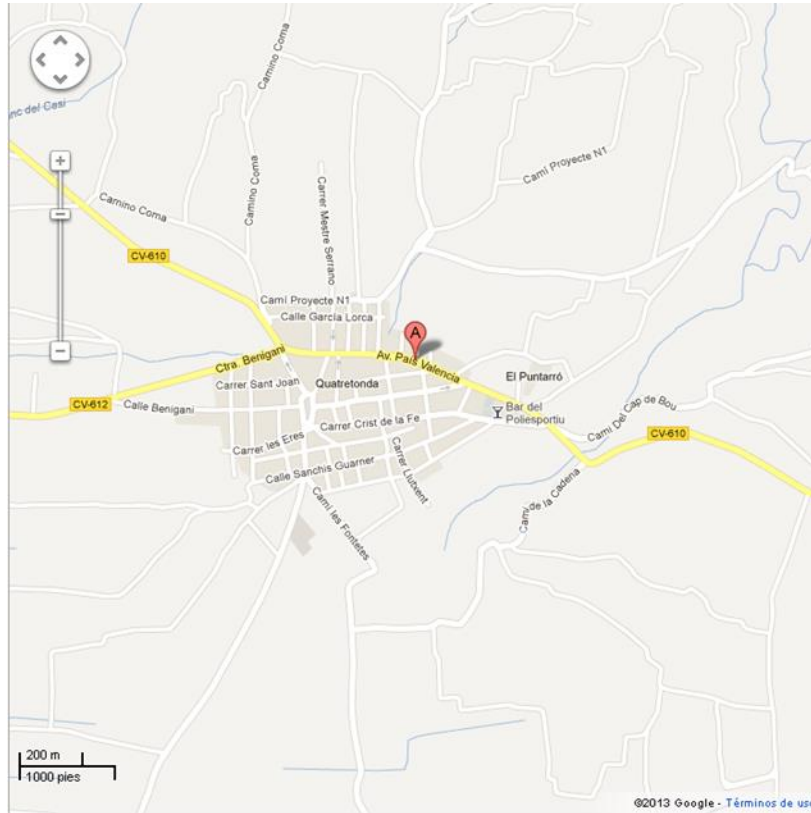 Camino Coma
nc del Casi
Camí Proyecte N1
Camino Coma
Camino Coma
Carrer Mestre Serrano
CV-610
Camí Proyecte N1
Calle García Lorca
A
Ctra. Benigani
Av. País Valencia
Carrer Sant Joan
Quatretonda
El Puntarró
CV-612
Calle Benigani
Bar del
Poliesportiu
Carrer Crist de la Fe
Camí Del Cap de Bou
CV-610
Carrer les Eres
Carrer Llutxent
Calle Sanchis Guarner
Camí de la Cadena
Camí les Fontetes
200 m
1000 pies
©2013 Google - Términos de uso